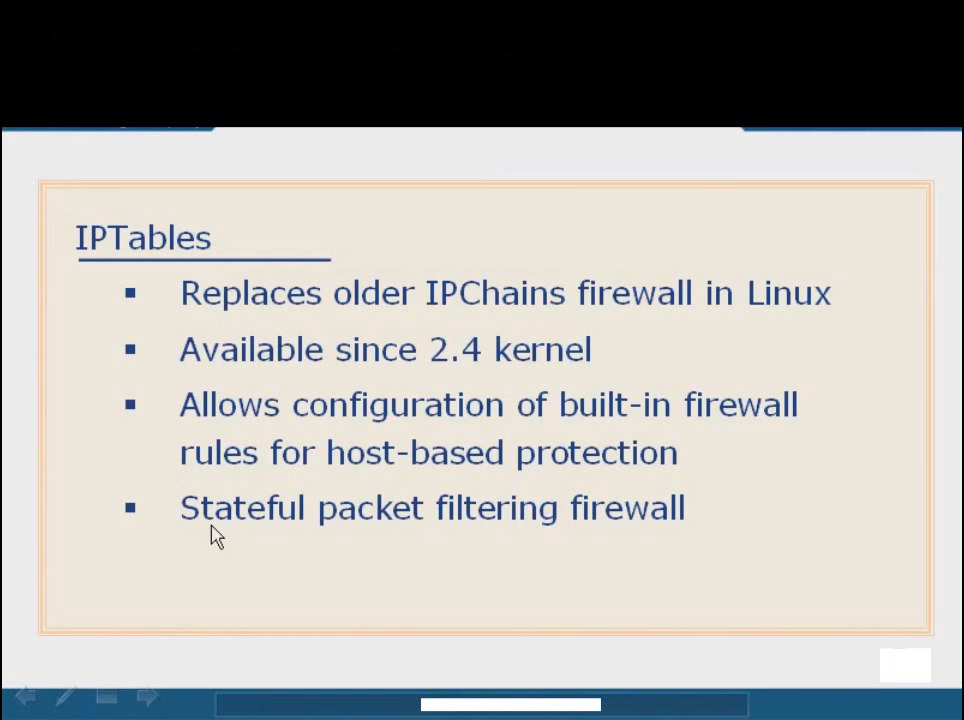 IPTables
▪ Replaces older IPChains firewall in Linux
▪ Available since 2.4 kernel
▪ Allows configuration of built-in firewall
rules for host-based protection
▪ Stateful packet filtering firewall